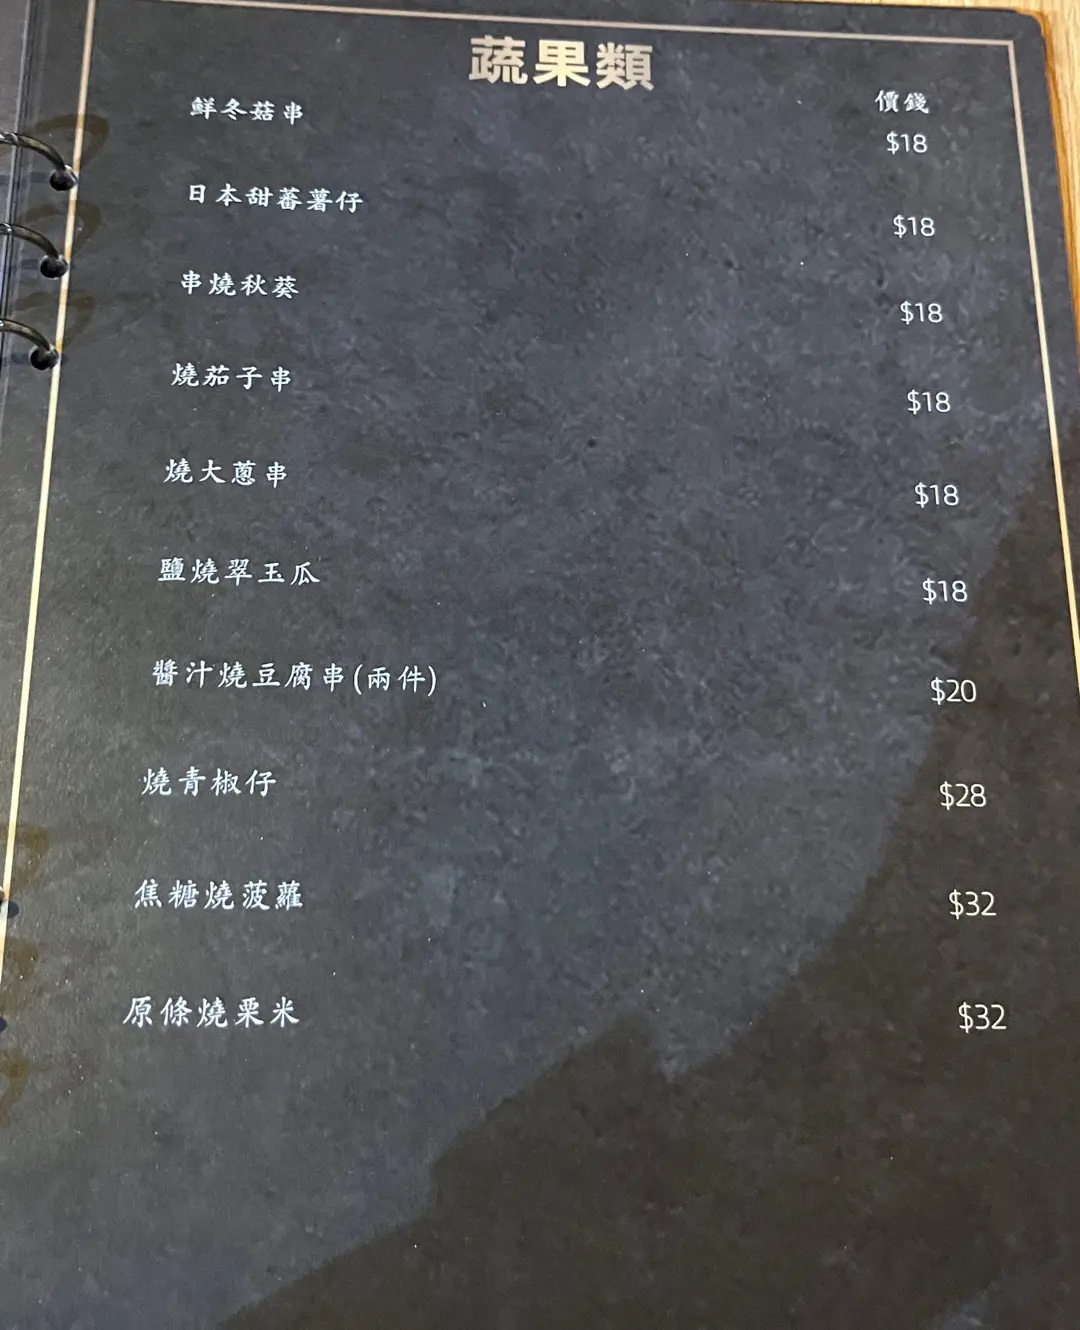 蔬果類
價錢
鮮冬菇串 $18
日本甜蕃薯仔 $18
串燒秋葵 $18
燒茄子串 $18
燒大蔥串 $18
鹽燒翠玉瓜 $18
醬汁燒豆腐串(兩件) $20
燒青椒仔 $28
焦糖燒菠蘿 $32
原條燒粟米 $32